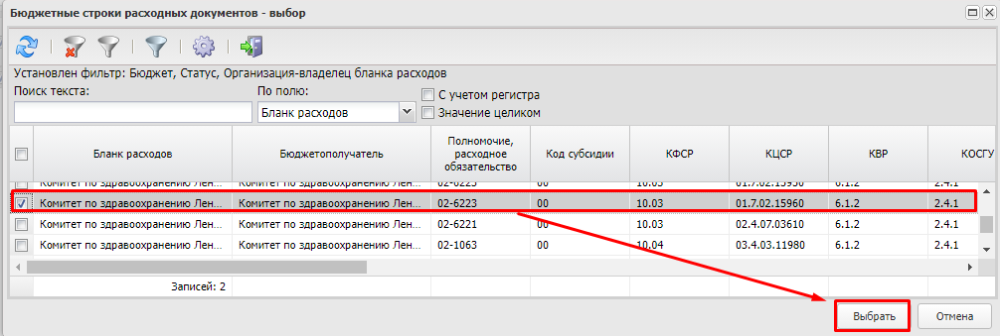 Бюджетные строки расходных документов - выбор
Установлен фильтр: Бюджет, Статус, Организация-владелец бланка расходов
Поиск текста: По полю: С учетом регистра
Бланк расходов Значение целиком
Бланк расходов Бюджетополучатель Полномочие, расходное обязательство Код субсидии КФСР КЦСР КВР КОСГУ
Комитет по здравоохранению Лен... Комитет по здравоохранению Лен... 02-6223 00 10.03 01.7.02.15950 6.1.2 2.4.1
Комитет по здравоохранению Лен... Комитет по здравоохранению Лен... 02-6223 00 10.03 01.7.02.15960 6.1.2 2.4.1
Комитет по здравоохранению Лен... Комитет по здравоохранению Лен... 02-6221 00 10.03 02.4.07.03610 6.1.2 2.4.1
Комитет по здравоохранению Лен... Комитет по здравоохранению Лен... 02-1063 00 10.04 03.4.03.11980 6.1.2 2.4.1
Записей: 2
Выбрать Отмена